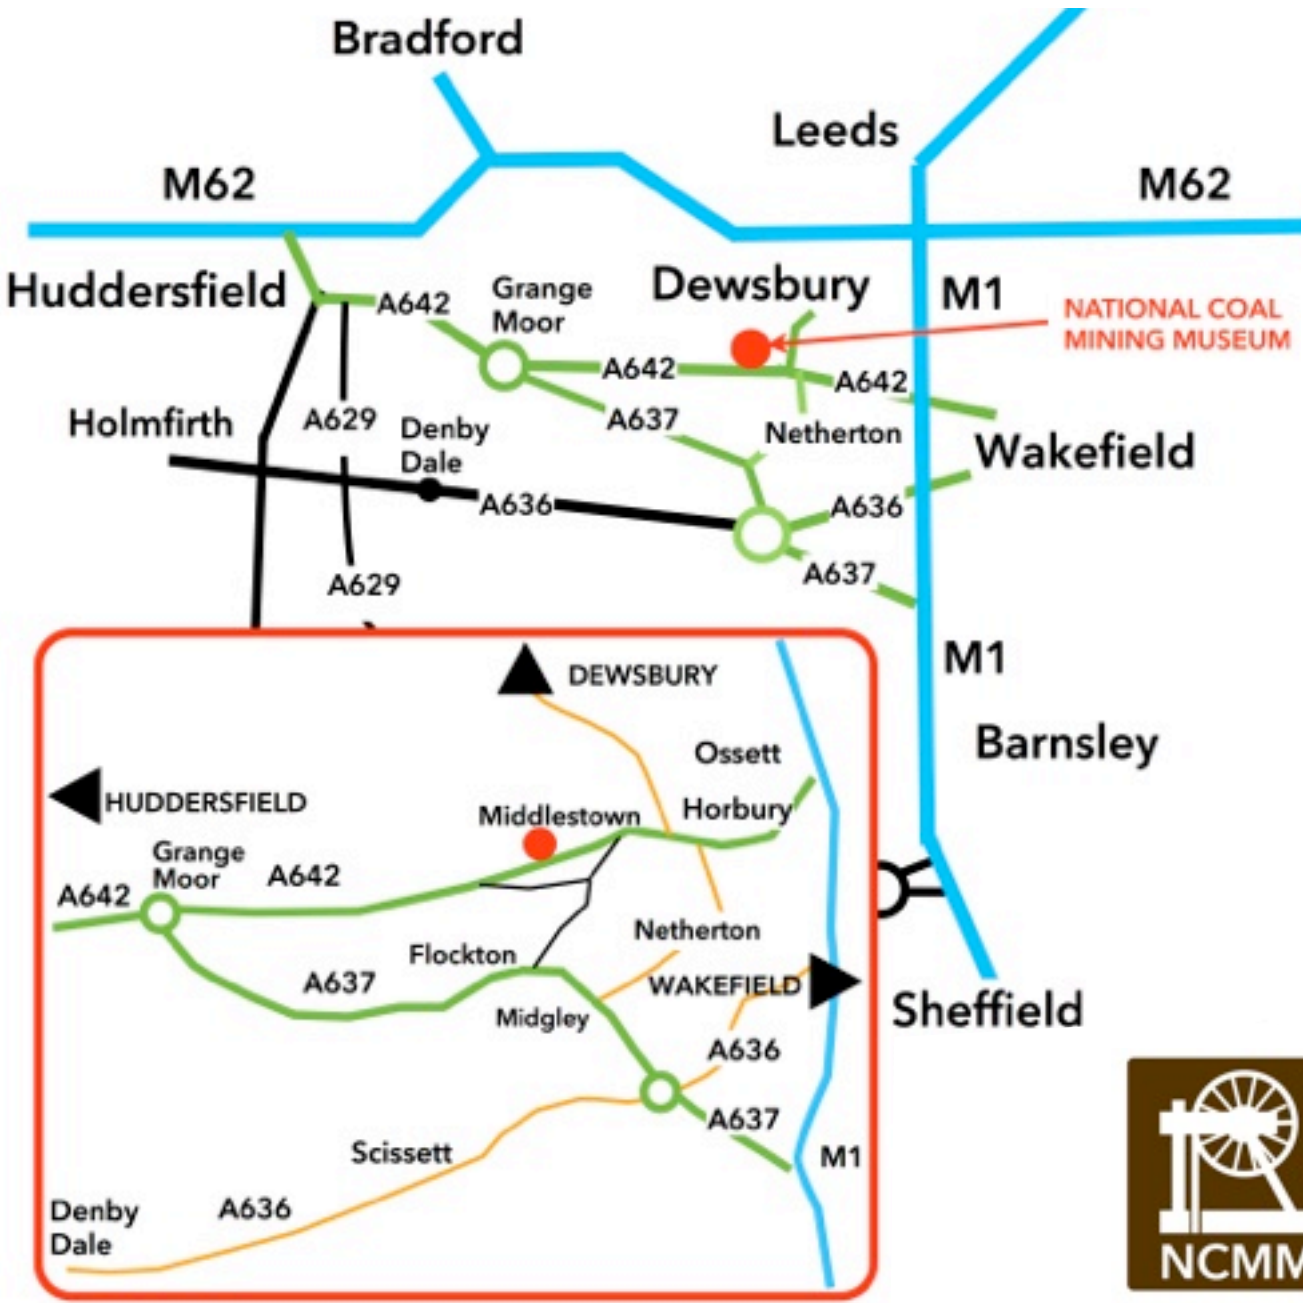 Bradford
Leeds
M62
M62
Huddersfield
A642
Grange
Moor
Dewsbury
M1
NATIONAL COAL
MINING MUSEUM
A642
A642
A629
A637
Holmfirth
Denby
Dale
Netherton
Wakefield
A636
A636
A637
A629
M1
Barnsley
DEWSBURY
Ossett
HUDDERSFIELD
Middlestown
Horbury
Grange
Moor
A642
A642
Flockton
Netherton
A637
WAKEFIELD
Midgley
Sheffield
A636
A637
Scissett
M1
A636
Denby
Dale
NCMM